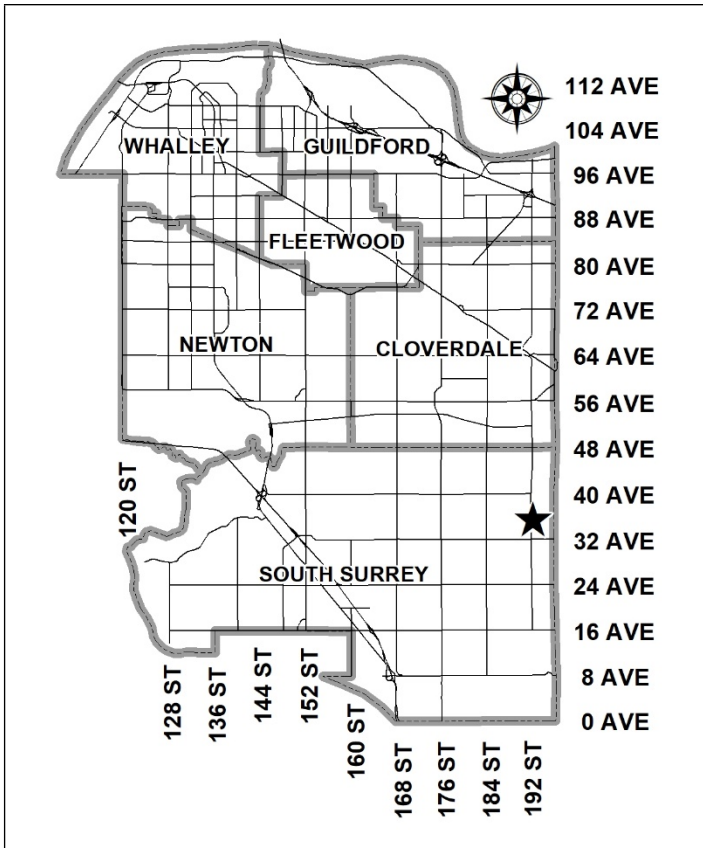 112 AVE
104 AVE
WHALLEY
GUILDFORD
96 AVE
88 AVE
FLEETWOOD
80 AVE
72 AVE
NEWTON
CLOVERDALE
64 AVE
56 AVE
48 AVE
120 ST
40 AVE
32 AVE
SOUTH SURREY
24 AVE
16 AVE
8 AVE
0 AVE
128 ST
136 ST
144 ST
152 ST
160 ST
168 ST
176 ST
184 ST
192 ST